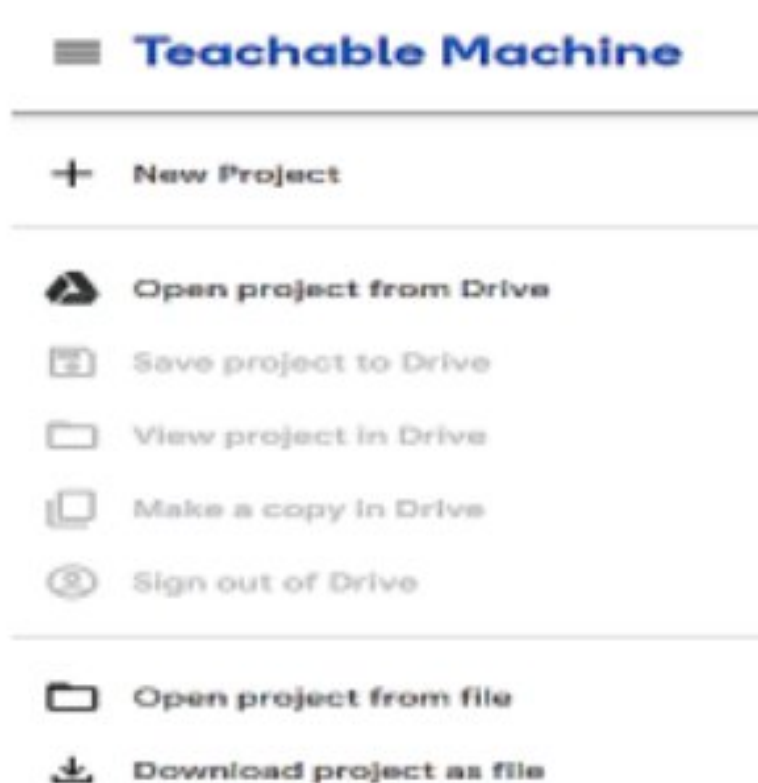 Teachable Machine
New Project
Open project from Drive
Save project to Drive
View project in Drive
Make a copy in Drive
Sign out of Drive
Open project from file
Download project as file